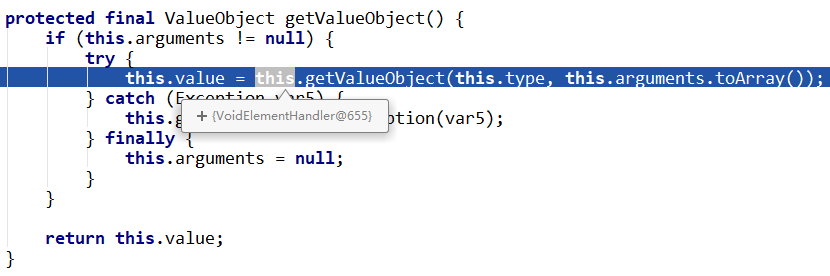 protected final ValueObject getValueObject() {
    if (this.arguments != null) {
        try {
            this.value = this.getValueObject(this.type, this.arguments.toArray());
        } catch (Exception var5) {
            this.g ption(var5);
+ {VoidElementHandler@655}
        } finally {
            this.arguments = null;
        }
    }
    return this.value;
}